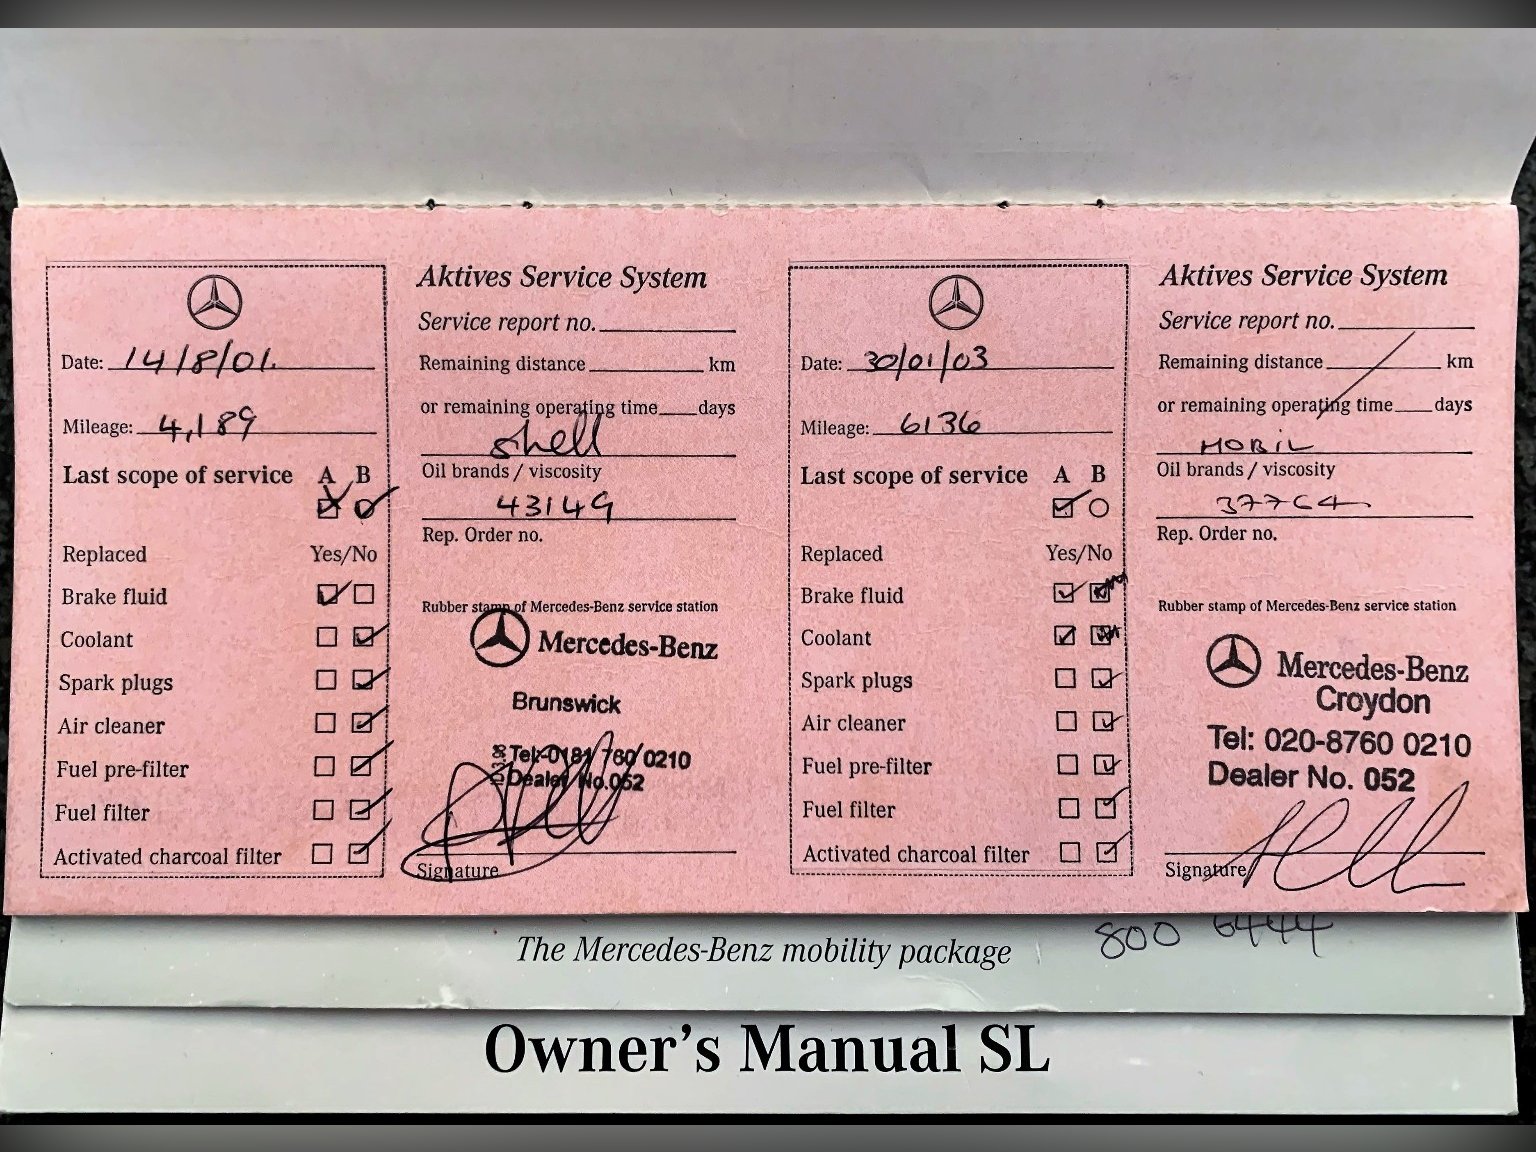 Date: 14/8/01.
Mileage: 4,189
Last scope of service A B
Replaced Yes/No
Brake fluid
Coolant
Spark plugs
Air cleaner
Fuel pre-filter
Fuel filter
Activated charcoal filter
Aktives Service System
Service report no.
Remaining distance km
or remaining operating time days
Shell
Oil brands / viscosity
43149
Rep. Order no.
Rubber stamp of Mercedes-Benz service station
Mercedes-Benz
Brunswick
Tel: 0181 760 0210
Dealer No. 052
Signature
Date: 30/01/03
Mileage: 6136
Last scope of service A B
Replaced Yes/No
Brake fluid
Coolant
Spark plugs
Air cleaner
Fuel pre-filter
Fuel filter
Activated charcoal filter
Aktives Service System
Service report no.
Remaining distance km
or remaining operating time days
MOBIL
Oil brands / viscosity
Rep. Order no.
Rubber stamp of Mercedes-Benz service station
Mercedes-Benz
Croydon
Tel: 020-8760 0210
Dealer No. 052
Signature
The Mercedes-Benz mobility package
800 6444
Owner's Manual SL